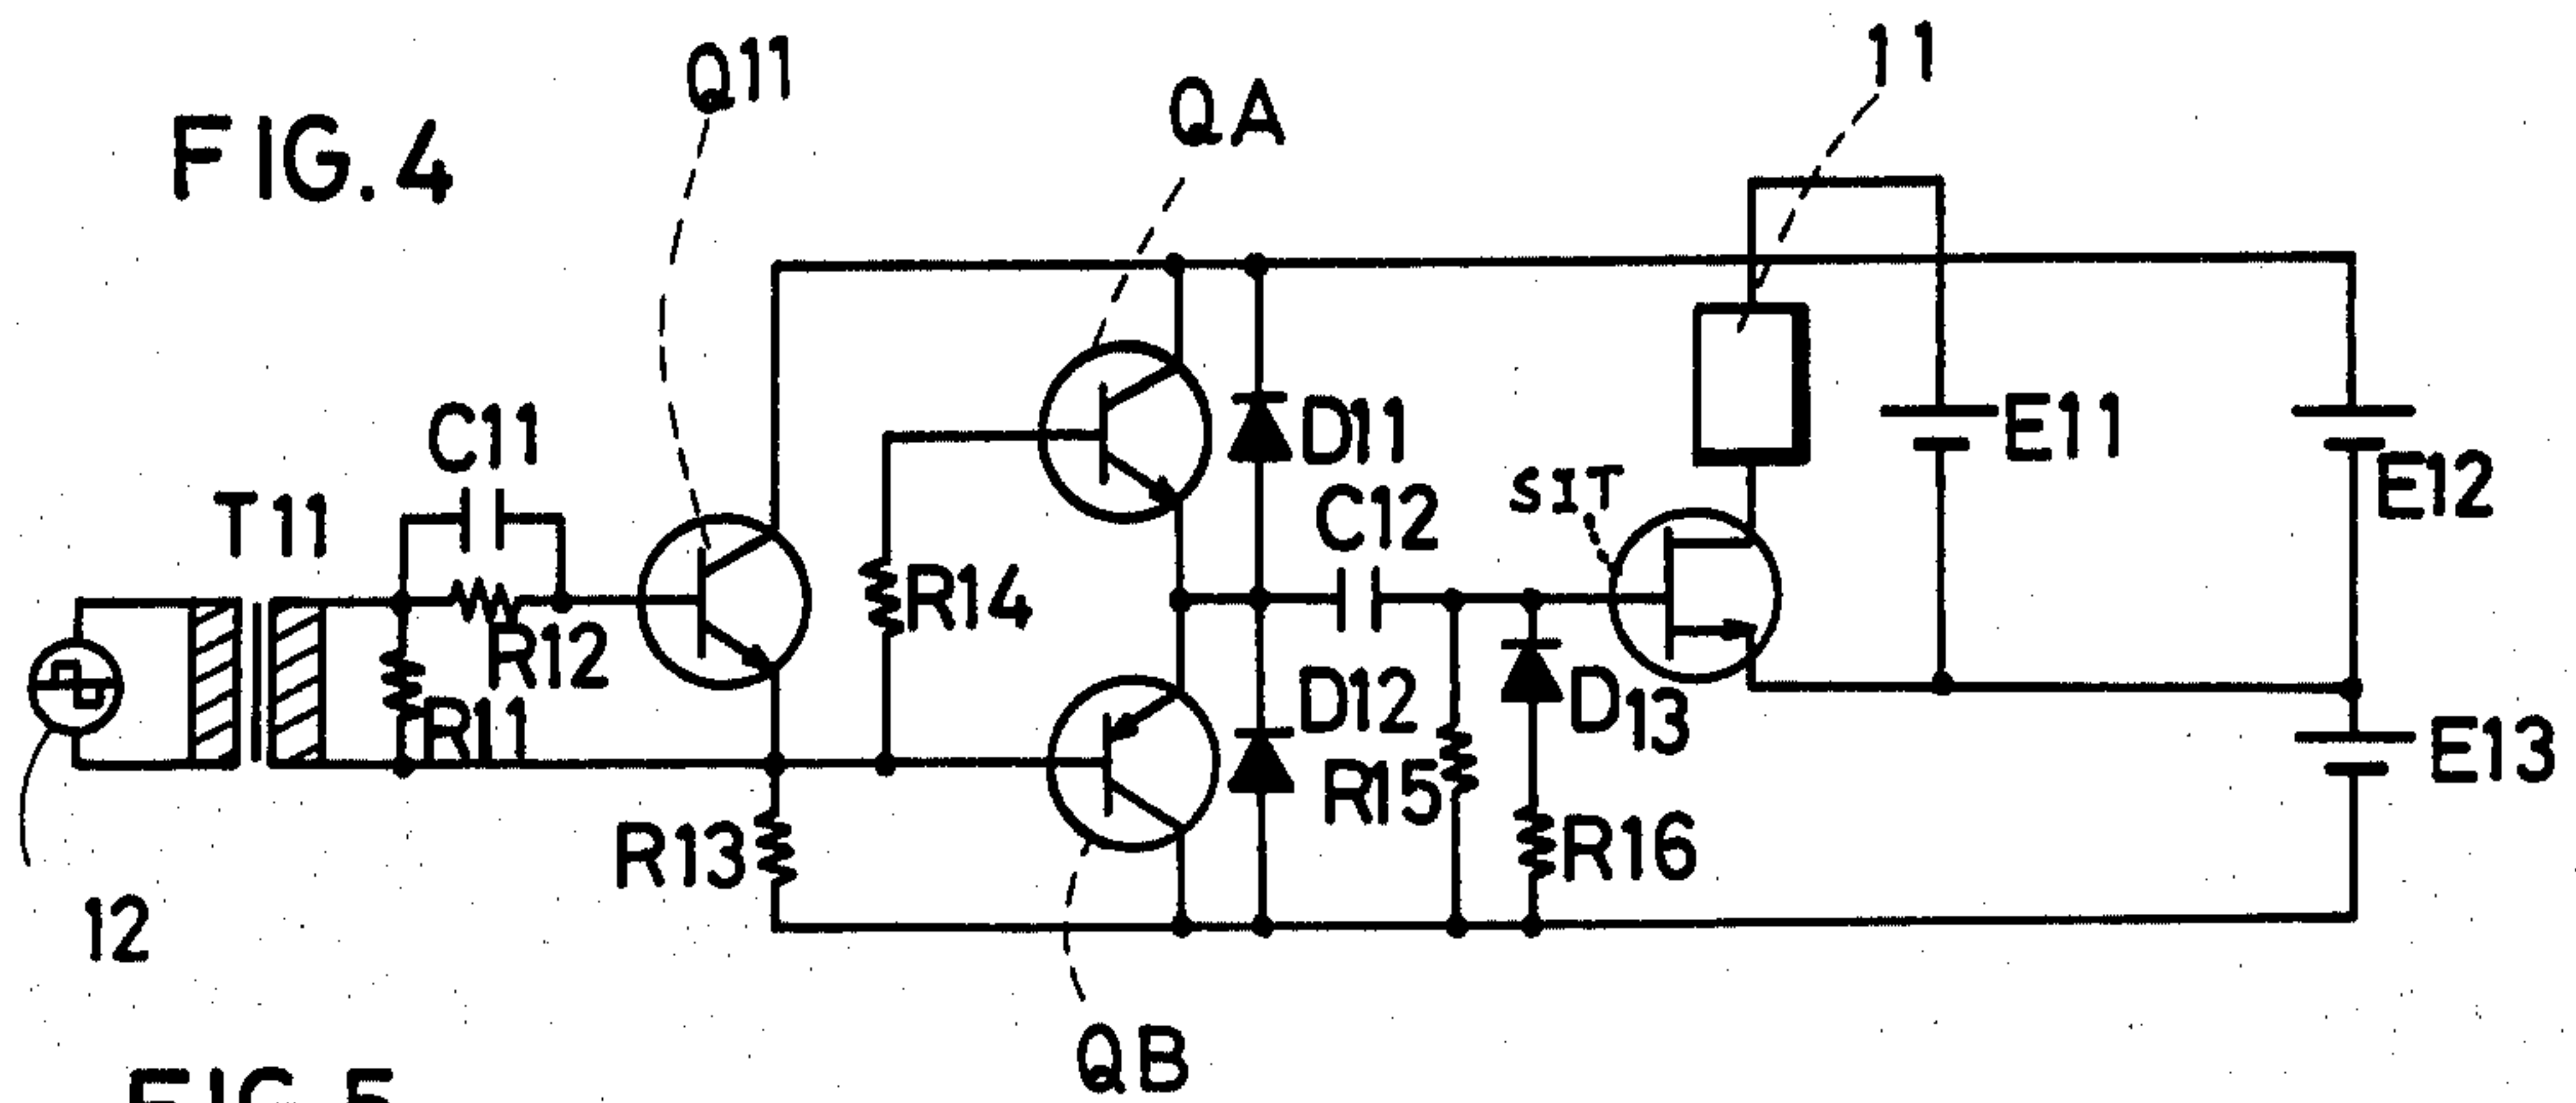 FIG.4
Q11
QA
11
C11
T11
R12
R11
R14
D11
C12
SIT
E11
E12
D12
D13
R15
R13
R16
E13
12
QB
FIG.5